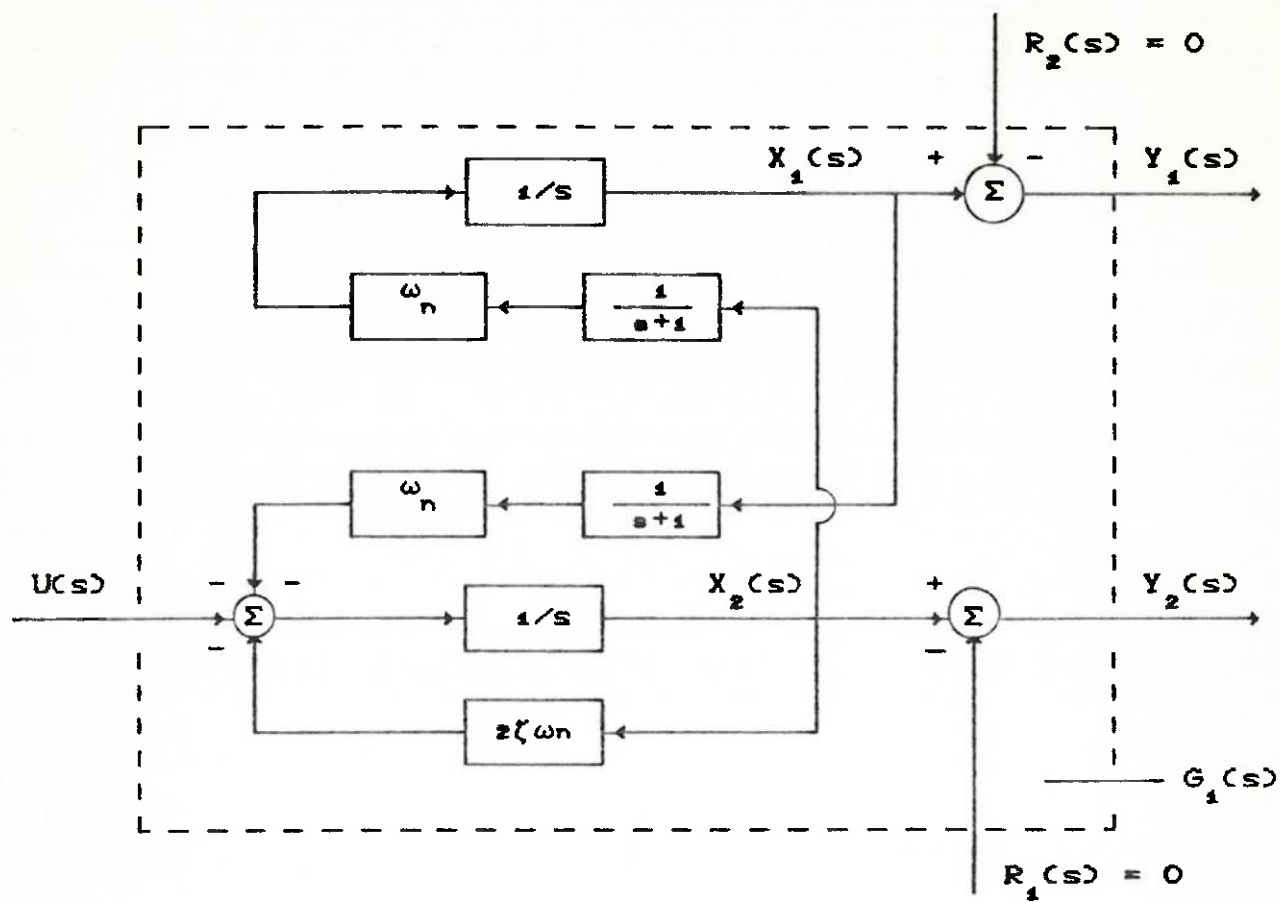 R₂(s) = 0
X₁(s) + - Y₁(s)
1/s
Σ
ωn
1
s+1
ωn
1
s+1
U(s) - - X₂(s) + Y₂(s)
Σ
1/s
Σ
-
-
2ζωn
G₁(s)
R₁(s) = 0